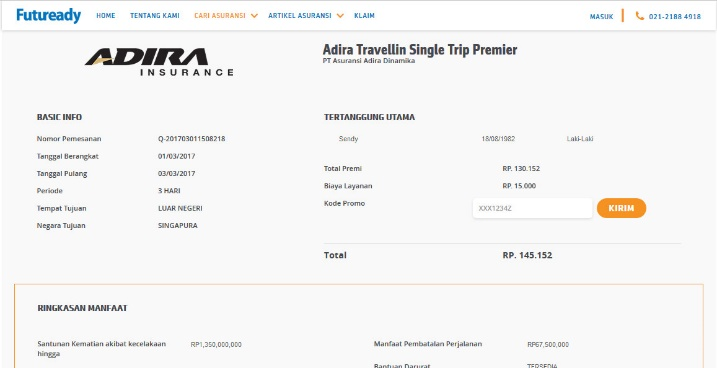 Futuready HOME TENTANG KAMI CARI ASURANSI ARTIKEL ASURANSI KLAIM MASUK 021-2188 4918
ADIRA
INSURANCE
Adira Travellin Single Trip Premier
PT Asuransi Adira Dinamika
BASIC INFO
Nomor Pemesanan Q-201703011508218
Tanggal Berangkat 01/03/2017
Tanggal Pulang 03/03/2017
Periode 3 HARI
Tempat Tujuan LUAR NEGERI
Negara Tujuan SINGAPURA
TERTANGGUNG UTAMA
Sendy 18/08/1982 Laki-Laki
Total Premi RP. 130.152
Biaya Layanan RP. 15.000
Kode Promo XXX1234Z KIRIM
Total RP. 145.152
RINGKASAN MANFAAT
Santunan Kematian akibat kecelakaan RP1,350,000,000
hingga
Manfaat Pembatalan Perjalanan RP67,500,000
Bantuan Darurat TERSEDIA